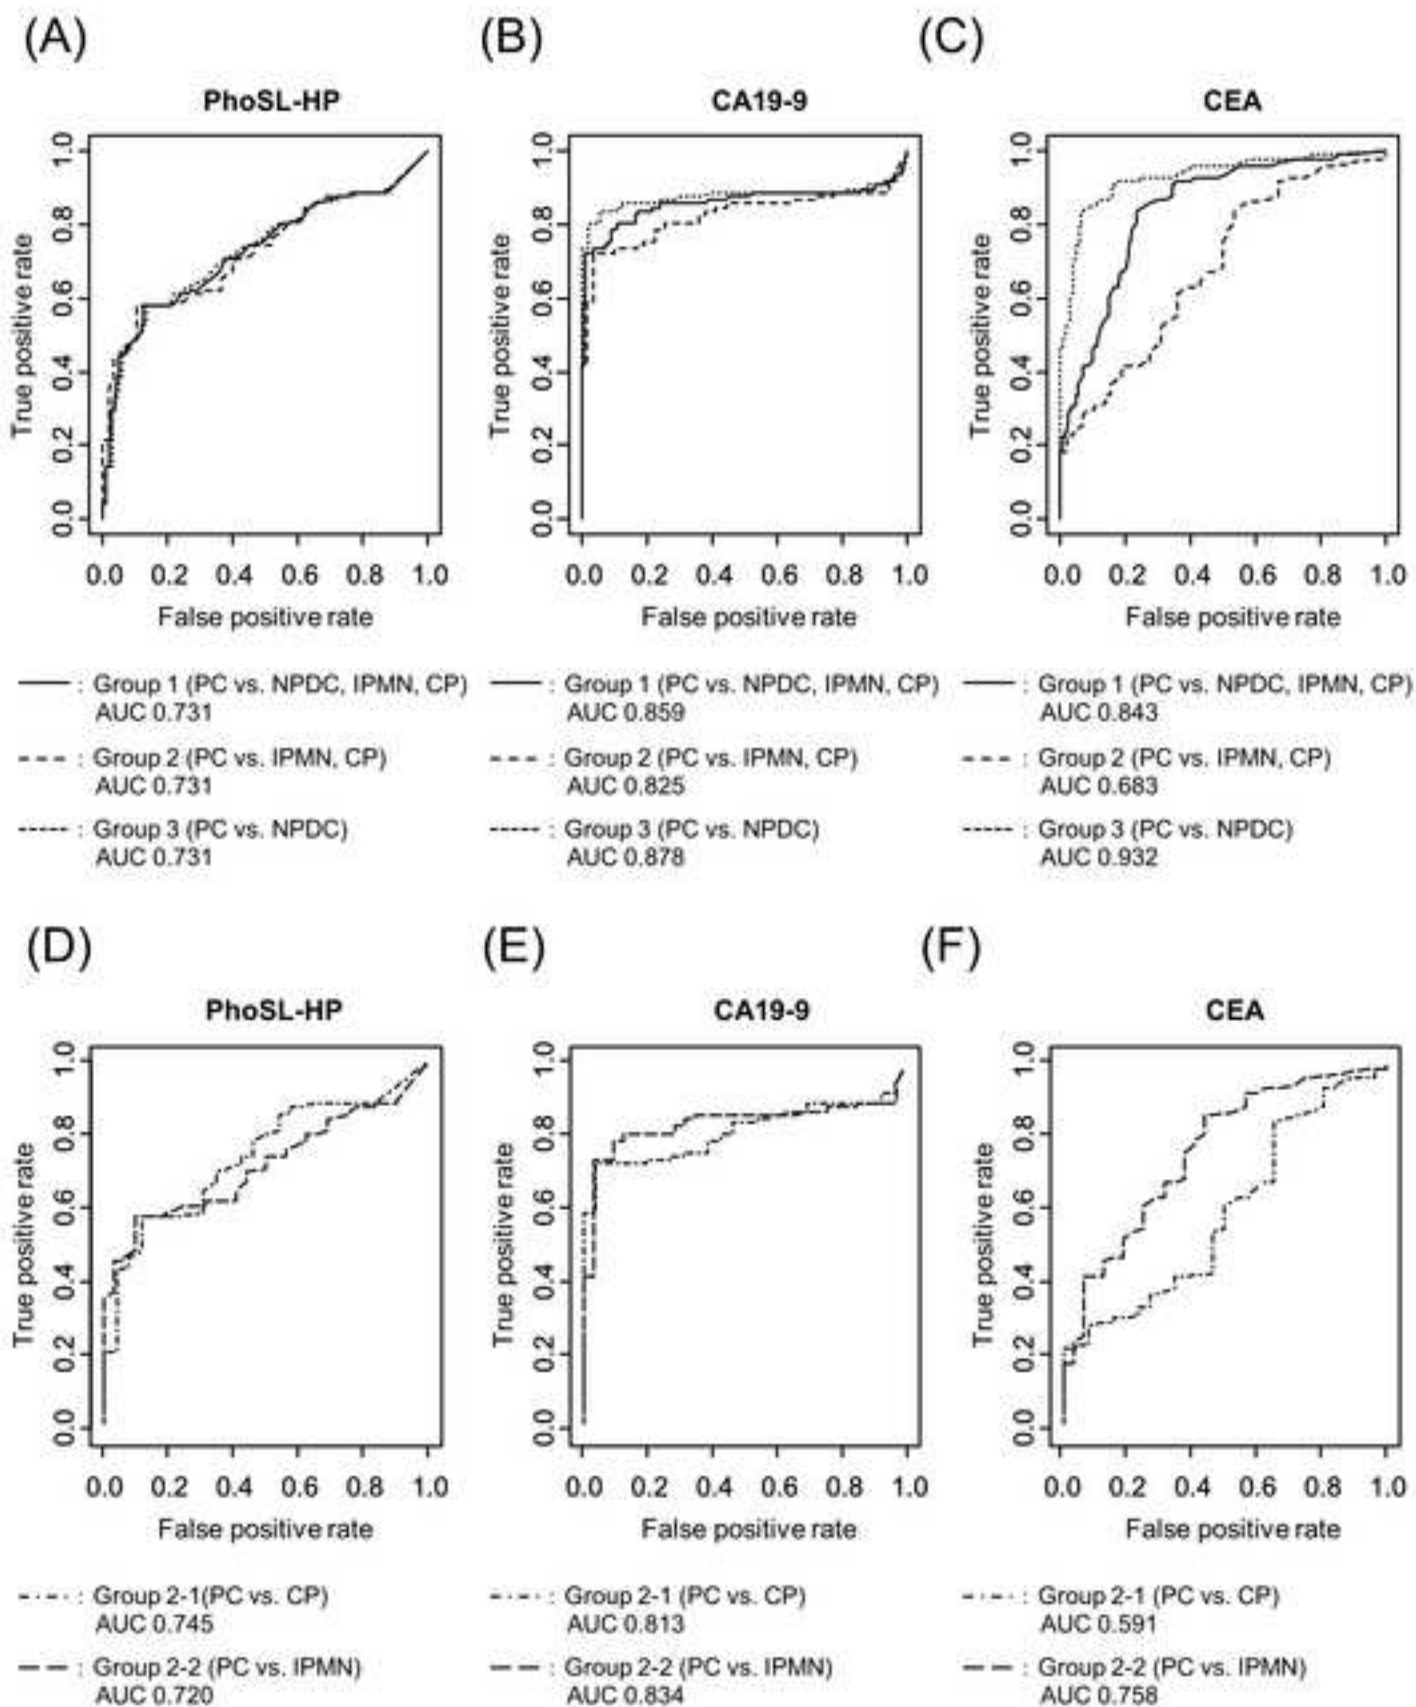 (A)
PhoSL-HP
True positive rate
0.0 0.2 0.4 0.6 0.8 1.0
0.0 0.2 0.4 0.6 0.8 1.0
False positive rate
: Group 1 (PC vs. NPDC, IPMN, CP)
AUC 0.731
: Group 2 (PC vs. IPMN, CP)
AUC 0.731
: Group 3 (PC vs. NPDC)
AUC 0.731
(B)
CA19-9
True positive rate
0.0 0.2 0.4 0.6 0.8 1.0
0.0 0.2 0.4 0.6 0.8 1.0
False positive rate
: Group 1 (PC vs. NPDC, IPMN, CP)
AUC 0.859
: Group 2 (PC vs. IPMN, CP)
AUC 0.825
: Group 3 (PC vs. NPDC)
AUC 0.878
(C)
CEA
True positive rate
0.0 0.2 0.4 0.6 0.8 1.0
0.0 0.2 0.4 0.6 0.8 1.0
False positive rate
: Group 1 (PC vs. NPDC, IPMN, CP)
AUC 0.843
: Group 2 (PC vs. IPMN, CP)
AUC 0.683
: Group 3 (PC vs. NPDC)
AUC 0.932
(D)
PhoSL-HP
True positive rate
0.0 0.2 0.4 0.6 0.8 1.0
0.0 0.2 0.4 0.6 0.8 1.0
False positive rate
: Group 2-1(PC vs. CP)
AUC 0.745
: Group 2-2 (PC vs. IPMN)
AUC 0.720
(E)
CA19-9
True positive rate
0.0 0.2 0.4 0.6 0.8 1.0
0.0 0.2 0.4 0.6 0.8 1.0
False positive rate
: Group 2-1 (PC vs. CP)
AUC 0.813
: Group 2-2 (PC vs. IPMN)
AUC 0.834
(F)
CEA
True positive rate
0.0 0.2 0.4 0.6 0.8 1.0
0.0 0.2 0.4 0.6 0.8 1.0
False positive rate
: Group 2-1 (PC vs. CP)
AUC 0.591
: Group 2-2 (PC vs. IPMN)
AUC 0.758